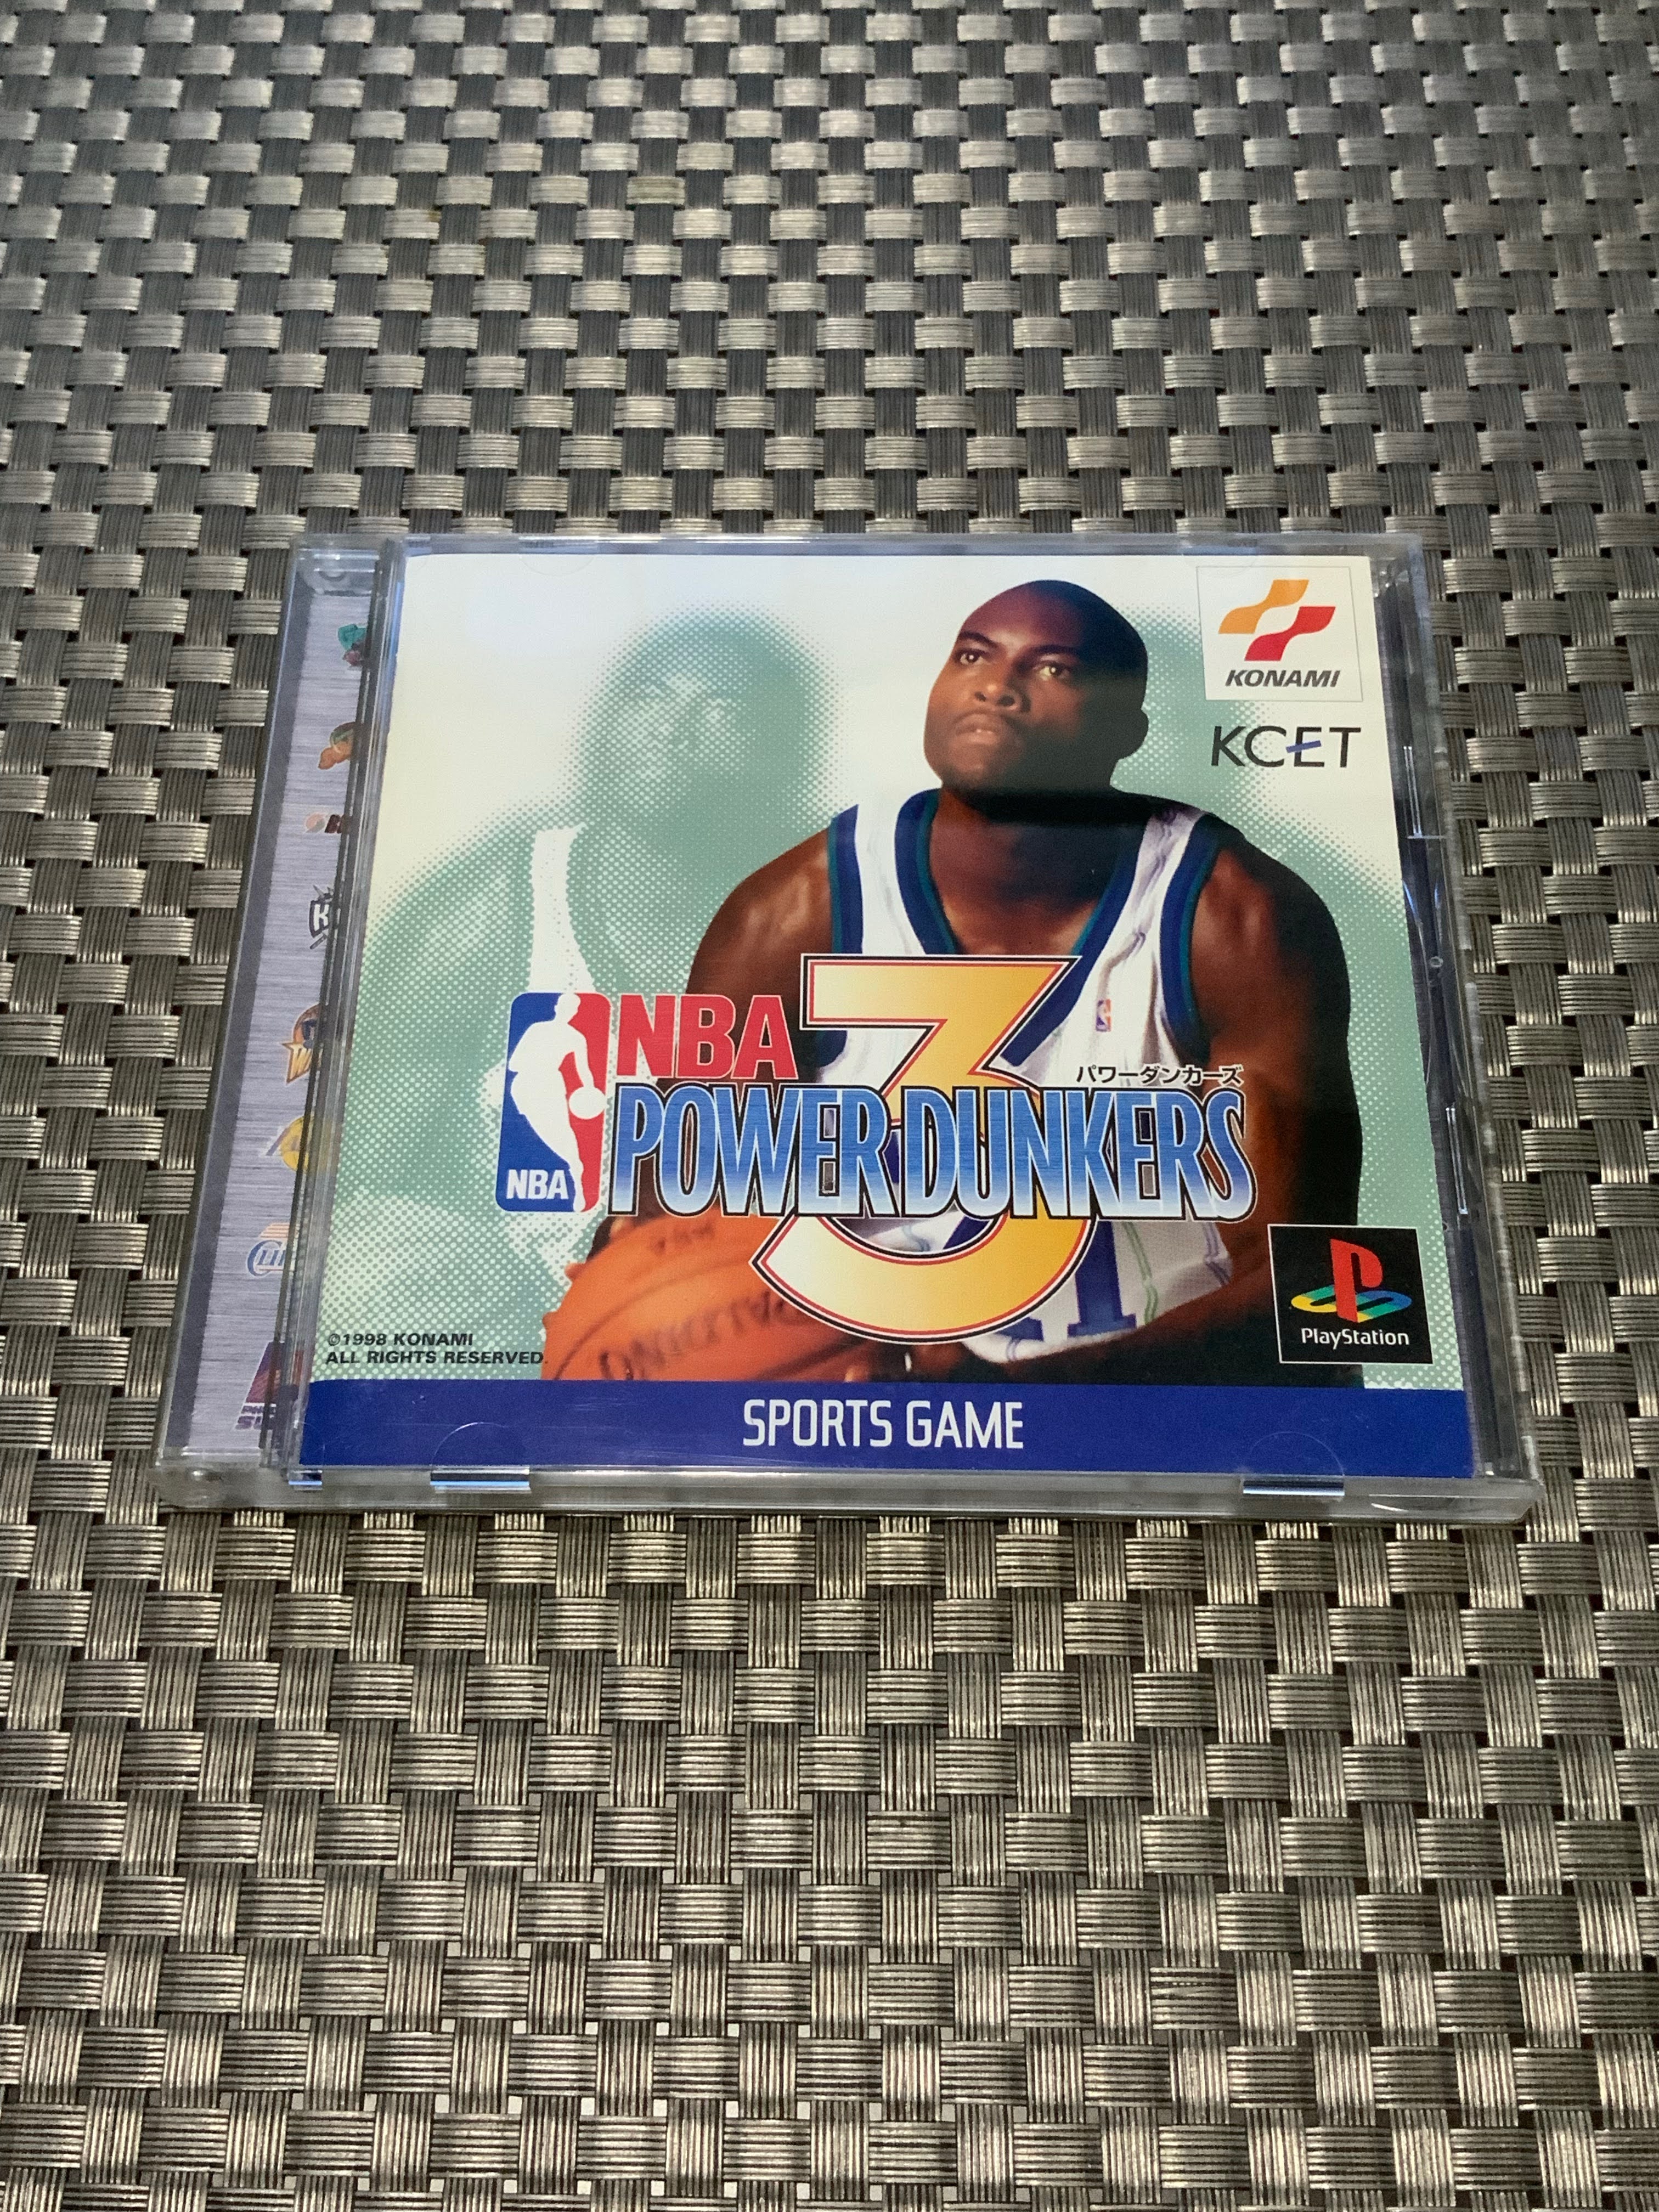 KONAMI
KCET
NBA 3
パワーダンカーズ
POWER DUNKERS
NBA
PlayStation
©1998 KONAMI
ALL RIGHTS RESERVED.
SPORTS GAME